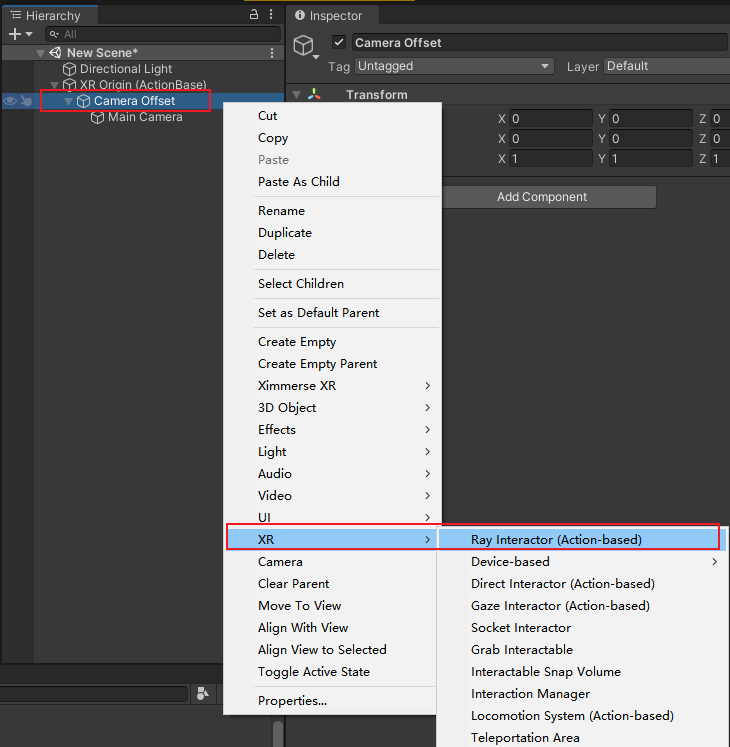 Hierarchy
All
New Scene*
Directional Light
XR Origin (ActionBase)
Camera Offset
Main Camera
Inspector
Camera Offset
Tag Untagged Layer Default
Transform
X 0 Y 0 Z 0
X 0 Y 0 Z 0
X 1 Y 1 Z 1
Add Component
Cut
Copy
Paste
Paste As Child
Rename
Duplicate
Delete
Select Children
Set as Default Parent
Create Empty
Create Empty Parent
Ximmerse XR
3D Object
Effects
Light
Audio
Video
UI
XR
Camera
Clear Parent
Move To View
Align With View
Align View to Selected
Toggle Active State
Properties...
Ray Interactor (Action-based)
Device-based
Direct Interactor (Action-based)
Gaze Interactor (Action-based)
Socket Interactor
Grab Interactable
Interactable Snap Volume
Interaction Manager
Locomotion System (Action-based)
Teleportation Area